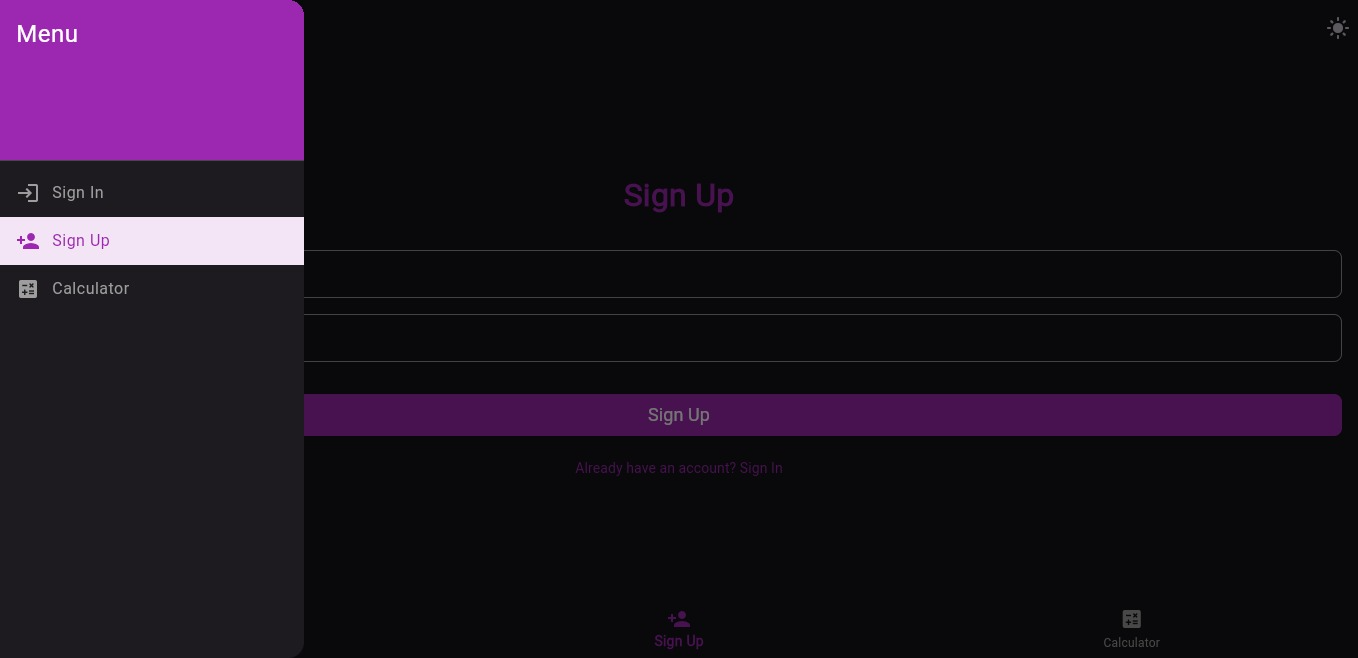 Menu
Sign In
Sign Up
Calculator
Sign Up
Sign Up
Already have an account? Sign In
Sign Up
Calculator